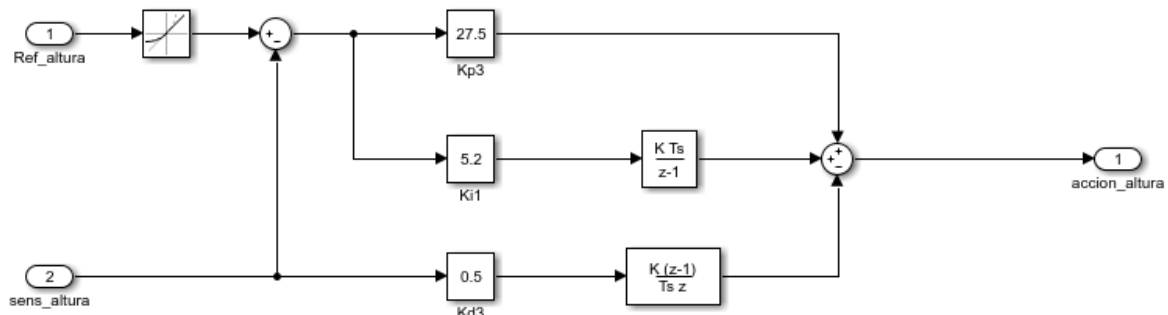 1
Ref_altura
+
−
27.5
Kp3
5.2
Ki1
K Ts
z-1
+
+
−
1
accion_altura
2
sens_altura
0.5
Kd3
K (z-1)
Ts z